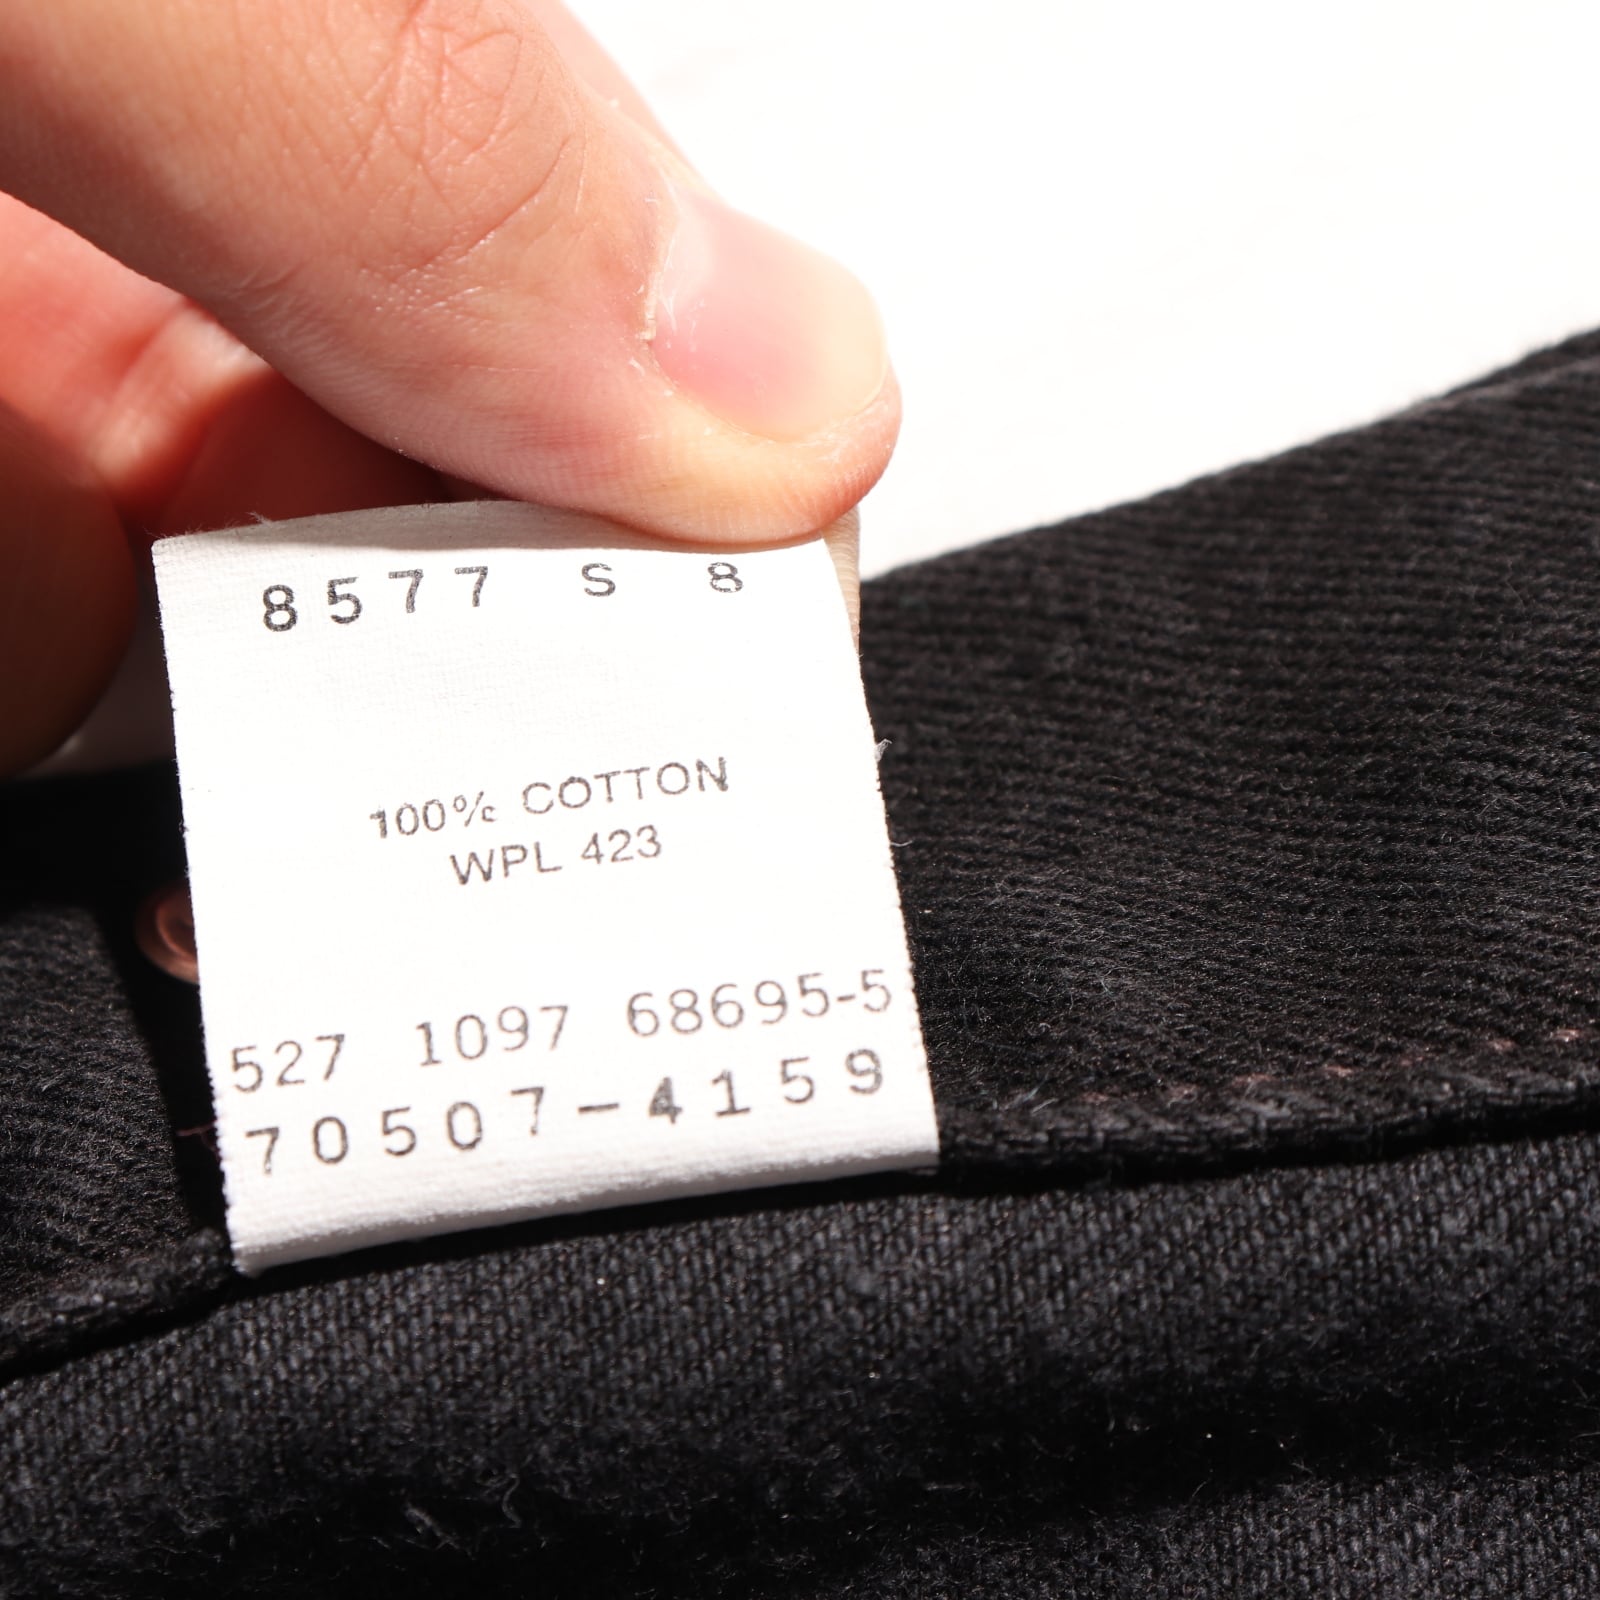 8577 S 8
100% COTTON
WPL 423
527 1097 68695-5
70507-4159